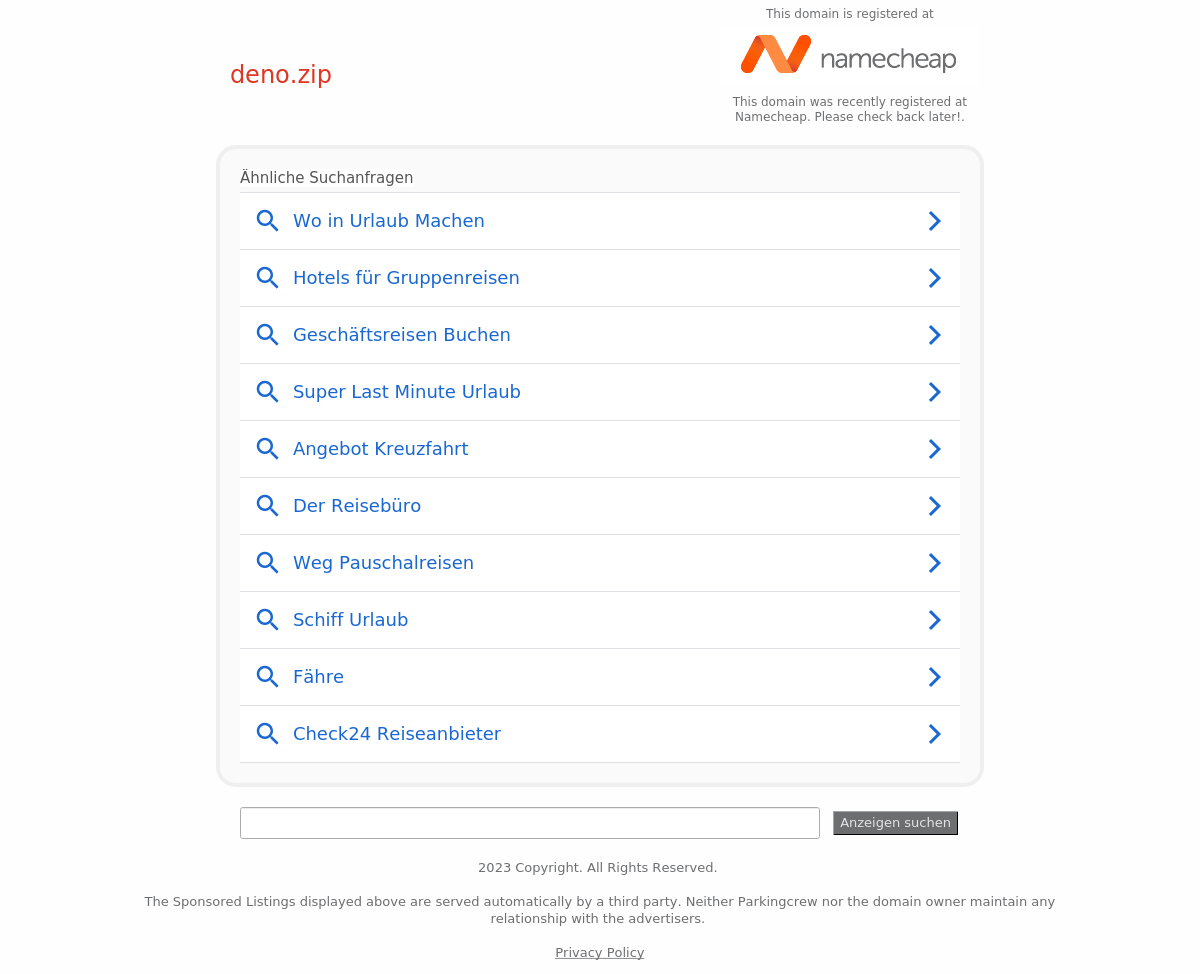 This domain is registered at
namecheap
deno.zip
This domain was recently registered at
Namecheap. Please check back later!.
Ähnliche Suchanfragen
Wo in Urlaub Machen
Hotels für Gruppenreisen
Geschäftsreisen Buchen
Super Last Minute Urlaub
Angebot Kreuzfahrt
Der Reisebüro
Weg Pauschalreisen
Schiff Urlaub
Fähre
Check24 Reiseanbieter
Anzeigen suchen
2023 Copyright. All Rights Reserved.
The Sponsored Listings displayed above are served automatically by a third party. Neither Parkingcrew nor the domain owner maintain any
relationship with the advertisers.
Privacy Policy